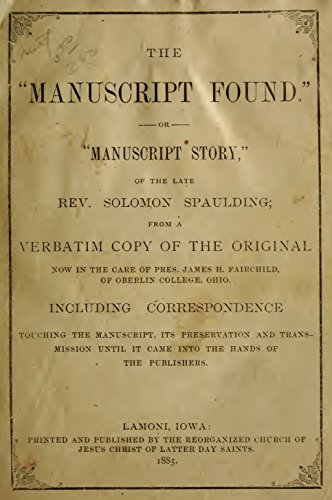 THE
"MANUSCRIPT FOUND,"
OR
"MANUSCRIPT STORY,"
OF THE LATE
REV. SOLOMON SPAULDING;
FROM A
VERBATIM COPY OF THE ORIGINAL
NOW IN THE CARE OF PRES. JAMES H. FAIRCHILD,
OF OBERLIN COLLEGE, OHIO.
INCLUDING CORRESPONDENCE
TOUCHING THE MANUSCRIPT, ITS PRESERVATION AND TRANS-
MISSION UNTIL IT CAME INTO THE HANDS OF
THE PUBLISHERS.
LAMONI, IOWA:
PRINTED AND PUBLISHED BY THE REORGANIZED CHURCH OF
JESUS CHRIST OF LATTER DAY SAINTS.
1885.